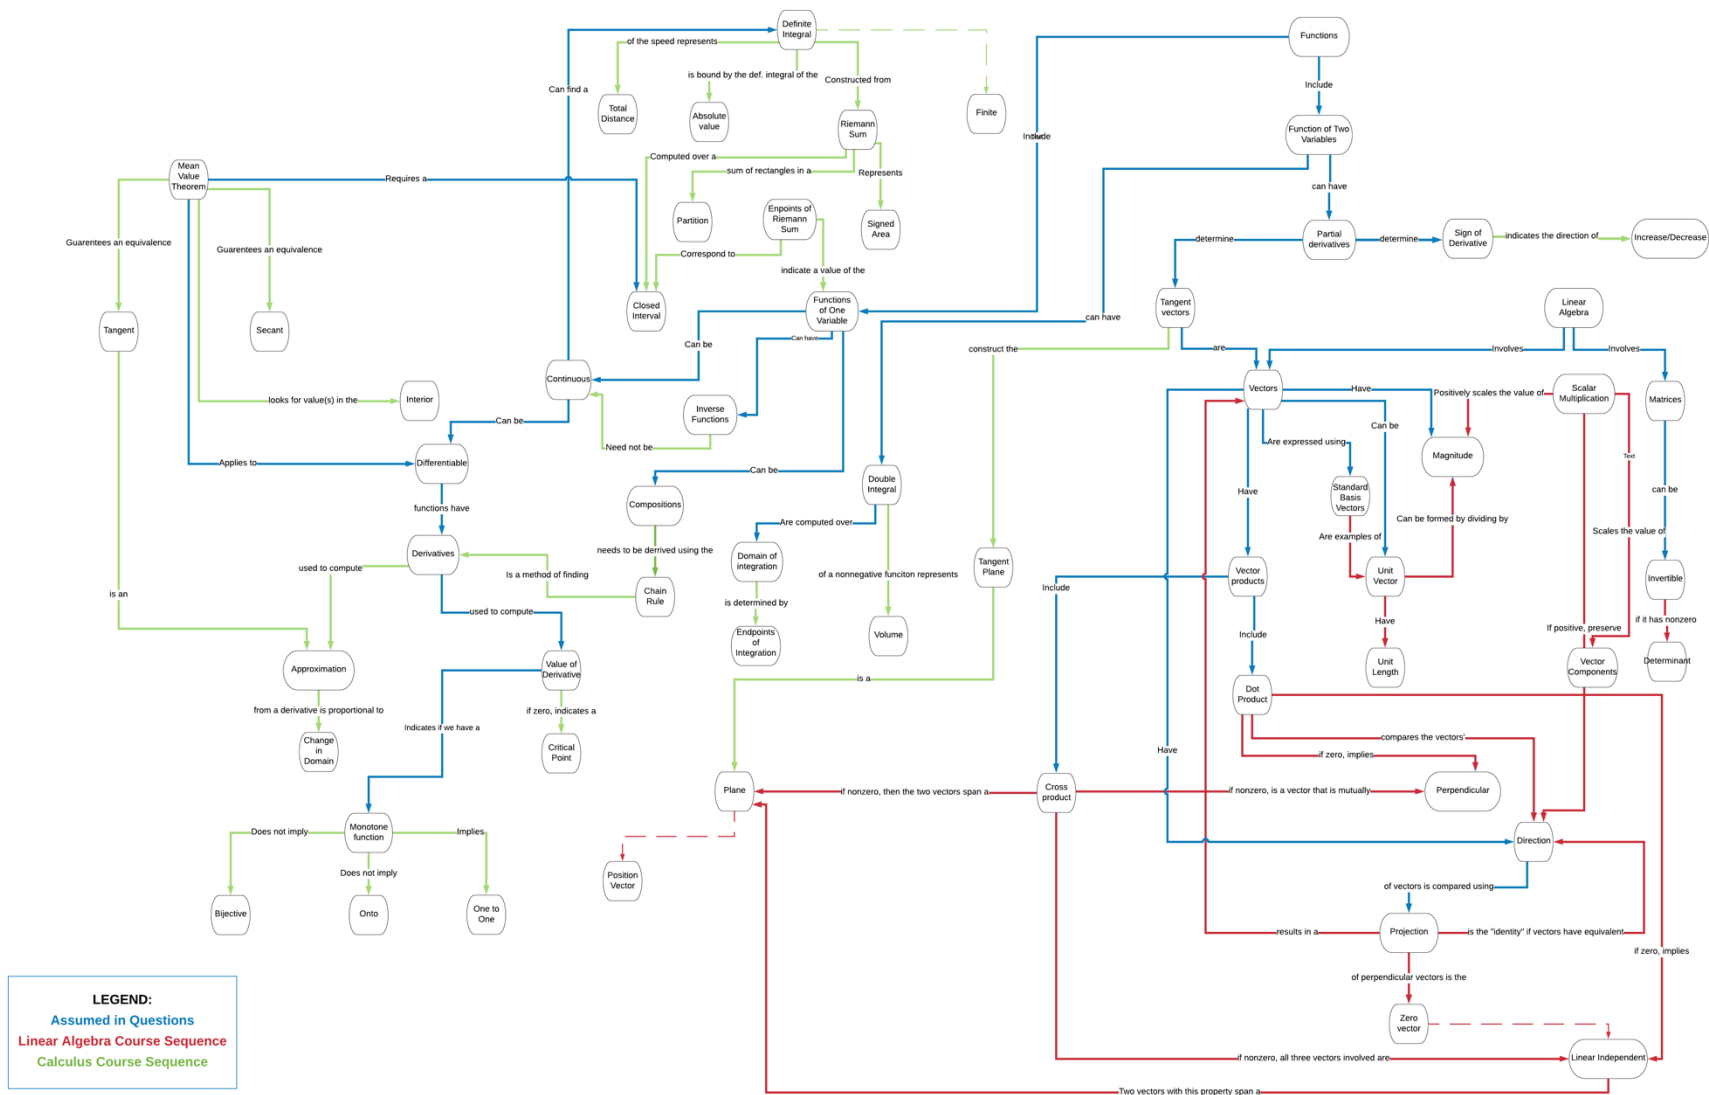 Definite
Integral
Functions
of the speed represents
is bound by the def. integral of the
Constructed from
Can find a
Include
Total
Distance
Absolute
value
Riemann
Sum
Finite
Function of Two
Variables
Include
Mean
Value
Theorem
Computed over a
sum of rectangles in a
Represents
Requires a
can have
Partition
Enpoints of
Riemann
Sum
Signed
Area
Partial
derivatives
Sign of
Derivative
Increase/Decrease
determine
determine
indicates the direction of
Guarentees an equivalence
Guarentees an equivalence
Correspond to
indicate a value of the
Closed
Interval
Functions
of One
Variable
Tangent
vectors
Linear
Algebra
can have
Tangent
Secant
Can be
Can have
construct the
are
Involves
Involves
Continuous
Vectors
Have
Positively scales the value of
Scalar
Multiplication
Matrices
looks for value(s) in the
Interior
Inverse
Functions
Can be
Can be
Need not be
Are expressed using
Text
Applies to
Differentiable
Can be
Magnitude
Double
Integral
Have
Standard
Basis
Vectors
can be
Compositions
functions have
Are computed over
Can be formed by dividing by
Scales the value of
Are examples of
Derivatives
needs to be derrived using the
Domain of
integration
Tangent
Plane
used to compute
Is a method of finding
of a nonnegative funciton represents
Vector
products
Unit
Vector
Invertible
is an
Chain
Rule
is determined by
Include
used to compute
Have
if it has nonzero
Endpoints
of
Integration
Volume
Include
If positive, preserve
Approximation
Value of
Derivative
Unit
Length
Vector
Components
Determinant
is a
Dot
Product
from a derivative is proportional to
if zero, indicates a
Indicates if we have a
compares the vectors'
Change
in
Domain
Critical
Point
Have
if zero, implies
Plane
if nonzero, then the two vectors span a
Cross
product
if nonzero, is a vector that is mutually
Perpendicular
Does not imply
Monotone
function
Implies
Direction
Does not imply
Position
Vector
of vectors is compared using
Bijective
Onto
One to
One
results in a
Projection
is the "identity" if vectors have equivalent
if zero, implies
of perpendicular vectors is the
LEGEND:
Assumed in Questions
Linear Algebra Course Sequence
Calculus Course Sequence
Zero
vector
if nonzero, all three vectors involved are
Linear Independent
Two vectors with this property span a